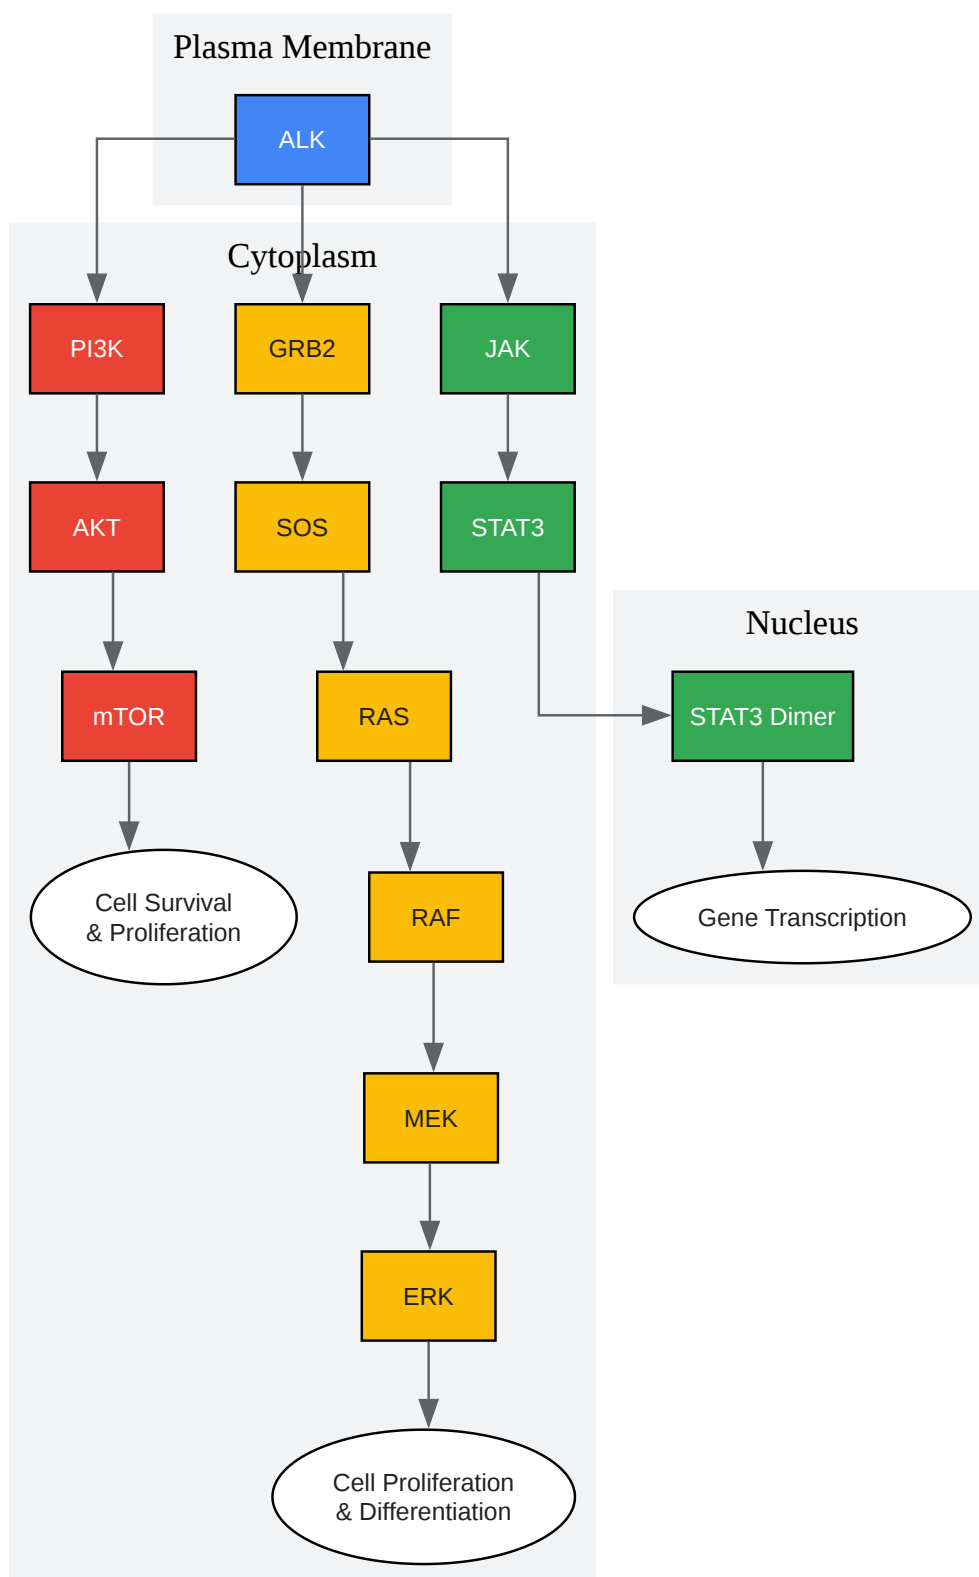 Plasma Membrane
ALK
Cytoplasm
PI3K
GRB2
JAK
AKT
SOS
STAT3
Nucleus
mTOR
RAS
STAT3 Dimer
Cell Survival
& Proliferation
RAF
Gene Transcription
MEK
ERK
Cell Proliferation
& Differentiation